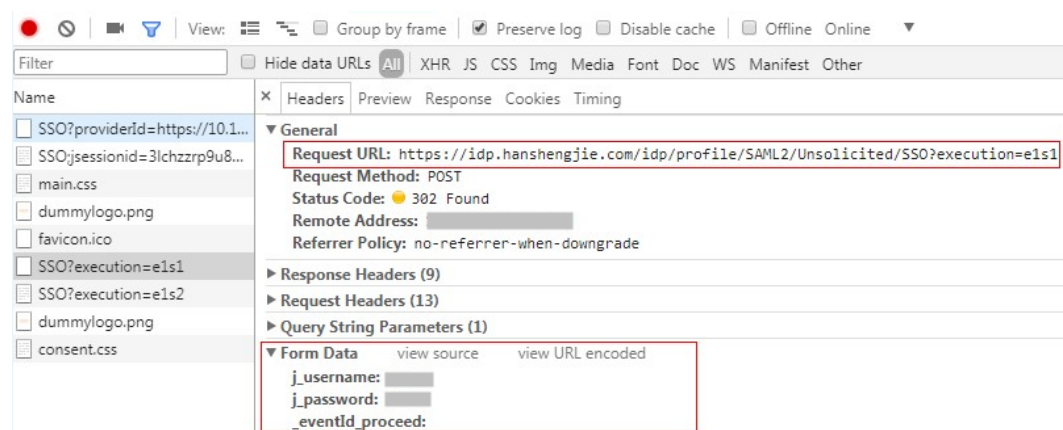 View: Group by frame Preserve log Disable cache Offline Online
Filter Hide data URLs All XHR JS CSS Img Media Font Doc WS Manifest Other
Name
SSO?providerId=https://10.1...
SSO;jsessionid=3lchzzrp9u8...
main.css
dummylogo.png
favicon.ico
SSO?execution=e1s1
SSO?execution=e1s2
dummylogo.png
consent.css
× Headers Preview Response Cookies Timing
▼ General
Request URL: https://idp.hanshengjie.com/idp/profile/SAML2/Unsolicited/SSO?execution=e1s1
Request Method: POST
Status Code: 302 Found
Remote Address:
Referrer Policy: no-referrer-when-downgrade
▶ Response Headers (9)
▶ Request Headers (13)
▶ Query String Parameters (1)
▼ Form Data view source view URL encoded
j_username:
j_password:
_eventId_proceed: